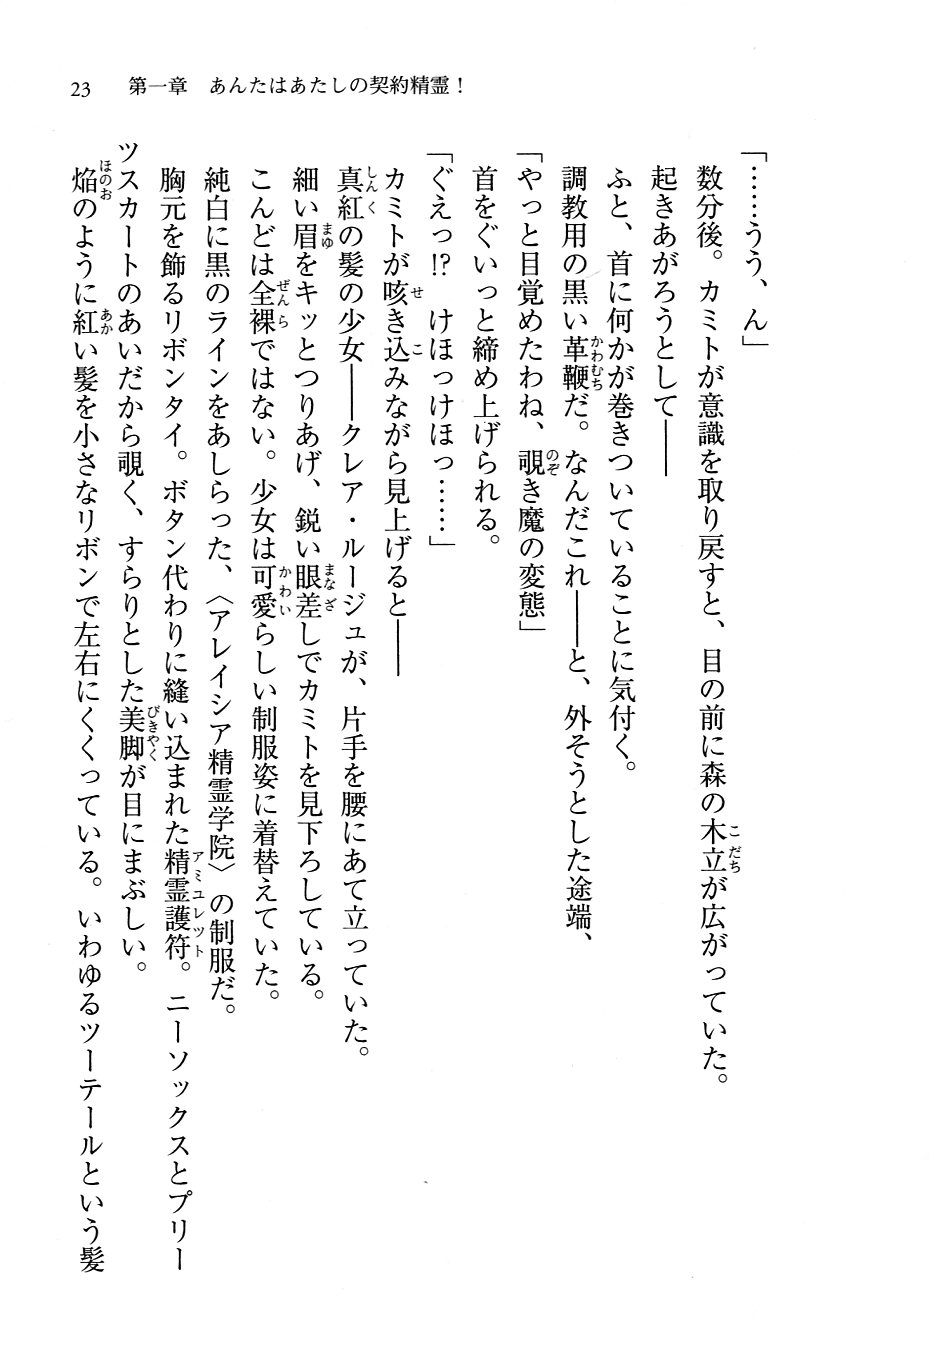 23　第一章　あんたはあたしの契約精霊！
「……うう、ん」
数分後。カミトが意識を取り戻すと、目の前に森の木立が広がっていた。
起きあがろうとして――
ふと、首に何かが巻きついていることに気付く。
調教用の黒い革鞭だ。なんだこれ――と、外そうとした途端、
「やっと目覚めたわね、覗き魔の変態」
首をぐいっと締め上げられる。
「ぐえっ!?　けほっけほっ……」
カミトが咳き込みながら見上げると――
真紅の髪の少女――クレア・ルージュが、片手を腰にあて立っていた。
細い眉をキッとつりあげ、鋭い眼差しでカミトを見下ろしている。
こんどは全裸ではない。少女は可愛らしい制服姿に着替えていた。
純白に黒のラインをあしらった、〈アレイシア精霊学院〉の制服だ。
胸元を飾るリボンタイ。ボタン代わりに縫い込まれた精霊護符。ニーソックスとプリー
ツスカートのあいだから覗く、すらりとした美脚が目にまぶしい。
焔のように紅い髪を小さなリボンで左右にくくっている。いわゆるツーテールという髪